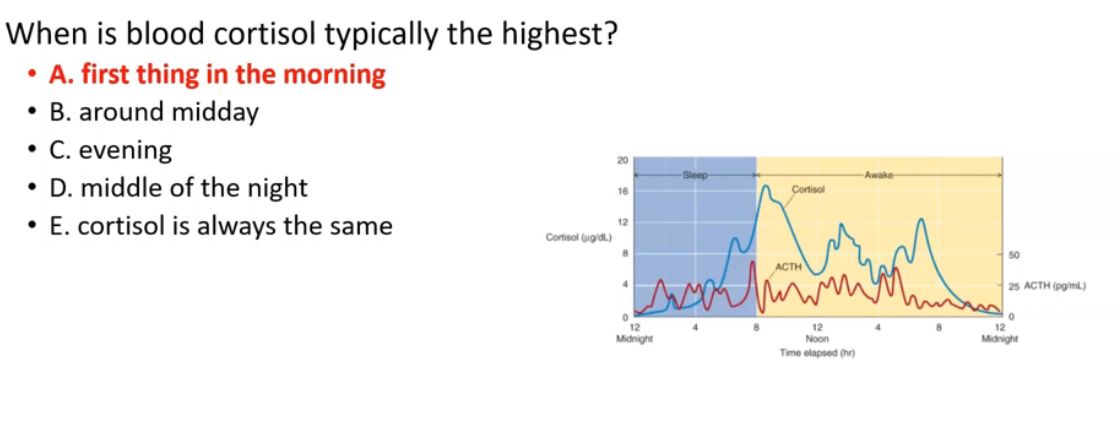 When is blood cortisol typically the highest?
• A. first thing in the morning
• B. around midday
• C. evening
• D. middle of the night
• E. cortisol is always the same
20
16
12
8
4
0
Cortisol (µg/dL)
Sleep
Awake
Cortisol
ACTH
50
25
0
ACTH (pg/mL)
12 4 8 12 4 8 12
Midnight Noon Midnight
Time elapsed (hr)